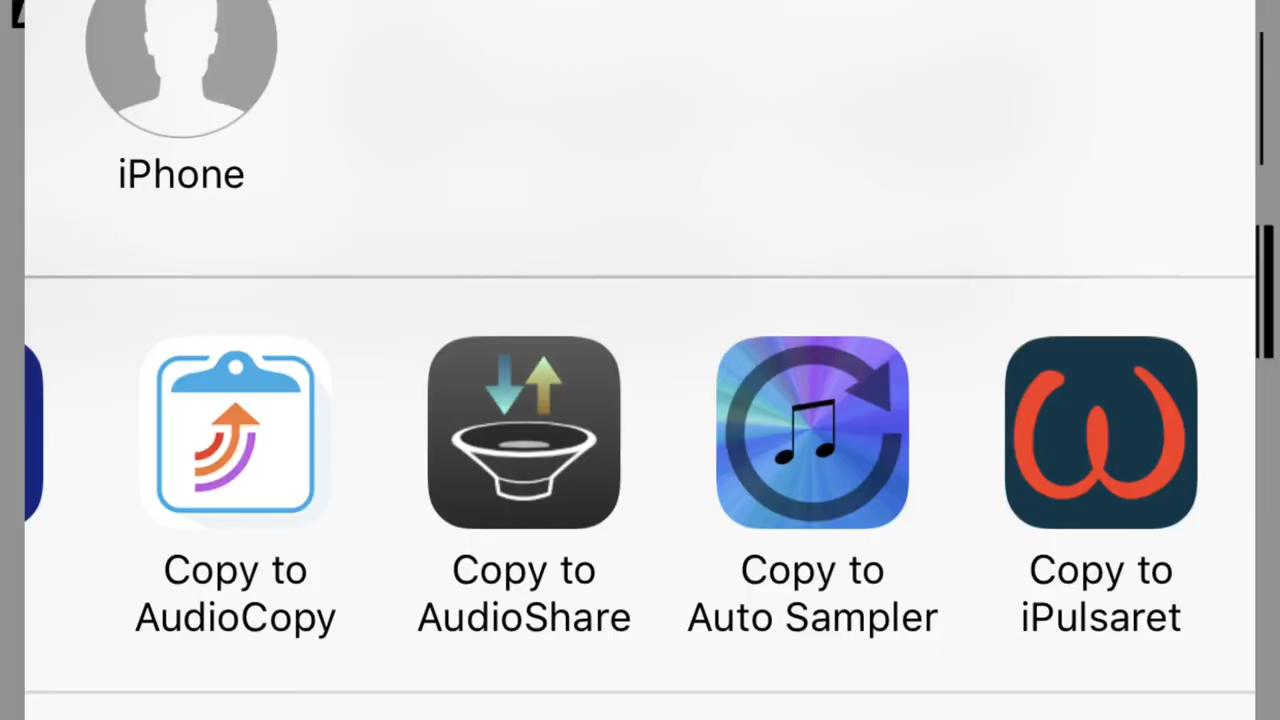 iPhone
Copy to
AudioCopy
Copy to
AudioShare
Copy to
Auto Sampler
Copy to
iPulsaret